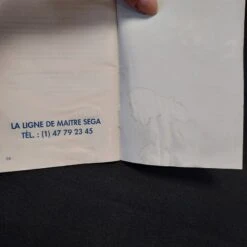 LA LIGNE DE MAITRE SEGA
TÉL. : (1) 47 79 23 45